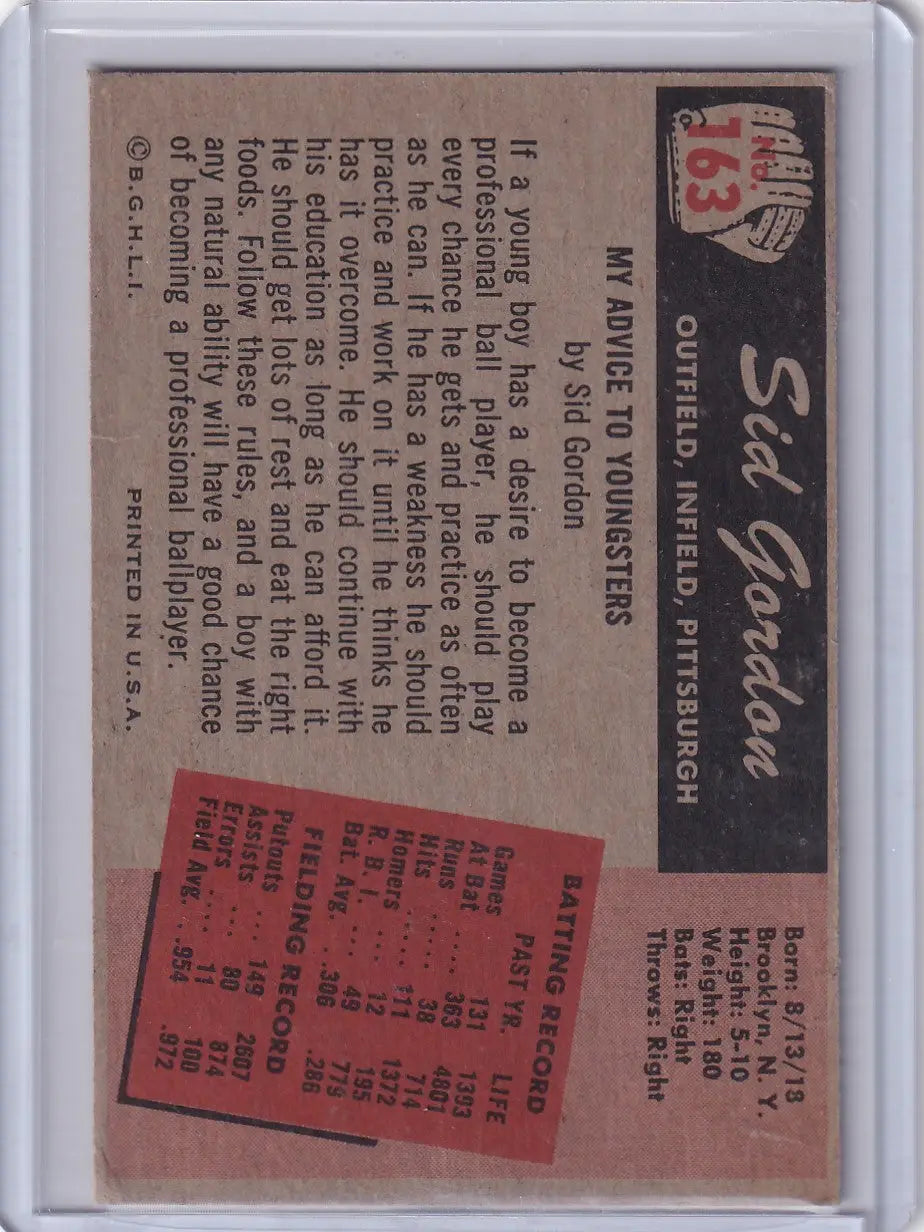 No.
163
Sid Gordon
OUTFIELD, INFIELD, PITTSBURGH
Born: 8/13/18
Brooklyn, N. Y.
Height: 5-10
Weight: 180
Bats: Right
Throws: Right
MY ADVICE TO YOUNGSTERS
by Sid Gordon
If a young boy has a desire to become a
professional ball player, he should play
every chance he gets and practice as often
as he can. If he has a weakness he should
practice and work on it until he thinks he
has it overcome. He should continue with
his education as long as he can afford it.
He should get lots of rest and eat the right
foods. Follow these rules, and a boy with
any natural ability will have a good chance
of becoming a professional ballplayer.
©B.G.H.L.I. PRINTED IN U.S.A.
BATTING RECORD
PAST YR. LIFE
Games 131 1393
At Bat 363 4801
Runs .... 38 714
Hits ..... 111 1372
Homers .... 12 195
R. B. I. ... 49 779
Bat. Avg. .. .306 .286
FIELDING RECORD
Putouts ... 149 2607
Assists ... 80 874
Errors .... 11 100
Field Avg. . .954 .972